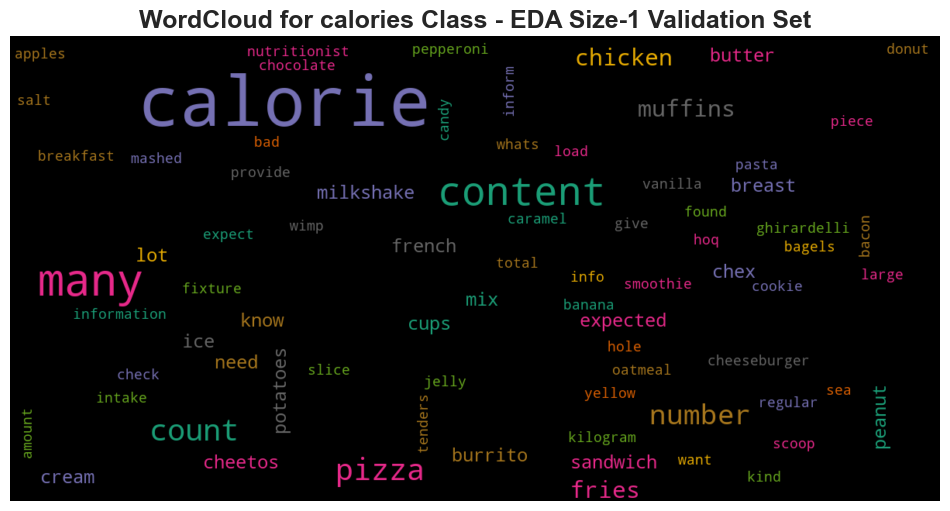 WordCloud for calories Class - EDA Size-1 Validation Set
apples
nutritionist
pepperoni
chicken
butter
donut
chocolate
calorie
inform
salt
candy
muffins
piece
bad
whats
load
breakfast
mashed
provide
pasta
milkshake
content
vanilla
breast
caramel
found
wimp
give
ghirardelli
expect
french
hoq
bagels
bacon
lot
total
many
info
smoothie
chex
cookie
large
fixture
mix
banana
information
know
cups
expected
ice
hole
need
potatoes
slice
oatmeal
cheeseburger
check
jelly
intake
yellow
sea
regular
amount
count
tenders
number
peanut
kilogram
scoop
cheetos
pizza
burrito
sandwich
want
cream
fries
kind